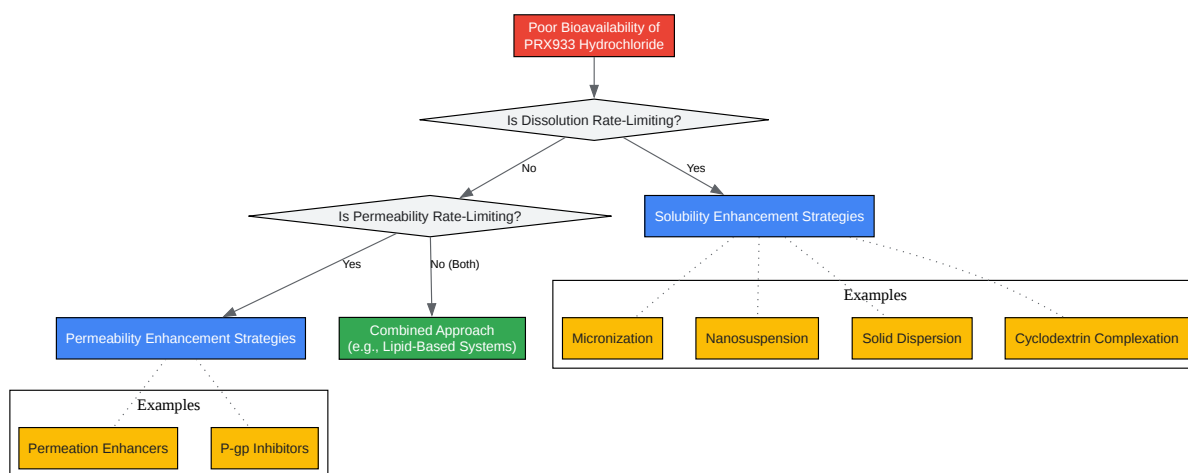 Poor Bioavailability of
PRX933 Hydrochloride
Is Dissolution Rate-Limiting?
No
Yes
Is Permeability Rate-Limiting?
Solubility Enhancement Strategies
Yes
No (Both)
Examples
Permeability Enhancement Strategies
Combined Approach
(e.g., Lipid-Based Systems)
Micronization
Nanosuspension
Solid Dispersion
Cyclodextrin Complexation
Examples
Permeation Enhancers
P-gp Inhibitors